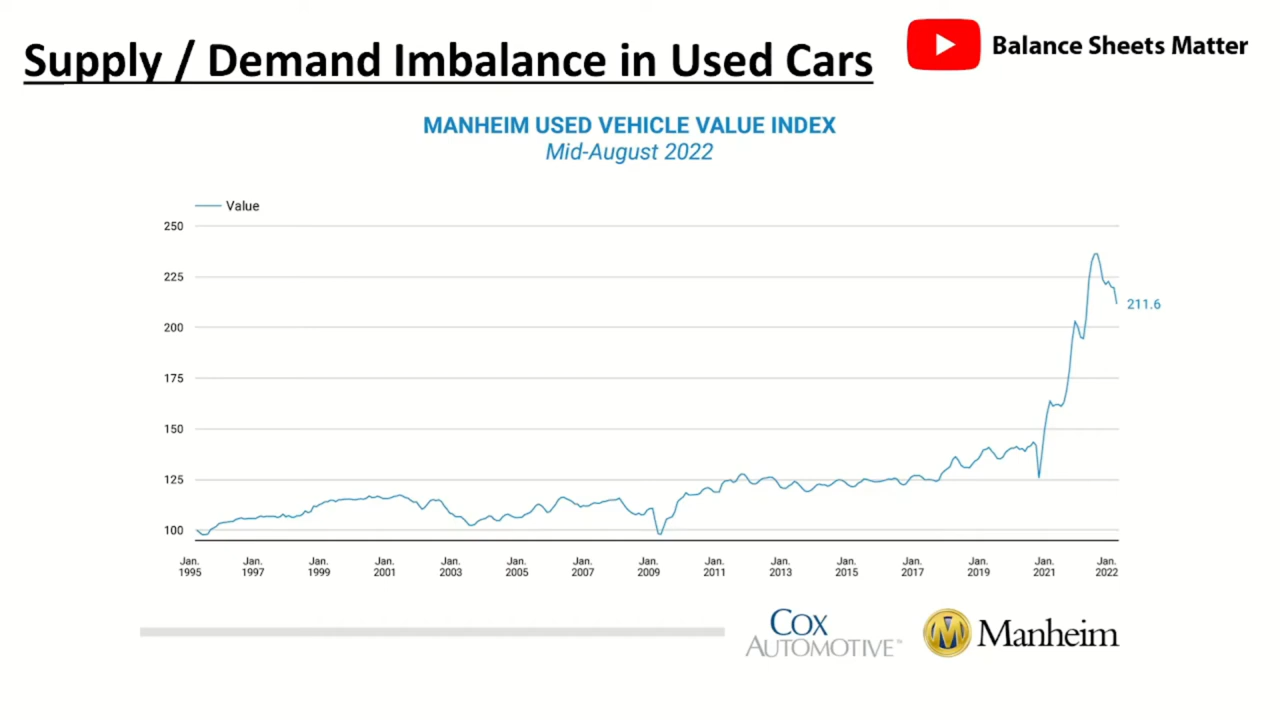 Supply / Demand Imbalance in Used Cars
Balance Sheets Matter
MANHEIM USED VEHICLE VALUE INDEX
Mid-August 2022
Value
250
225
211.6
200
175
150
125
100
Jan. Jan. Jan. Jan. Jan. Jan. Jan. Jan. Jan. Jan. Jan. Jan. Jan. Jan. Jan.
1995 1997 1999 2001 2003 2005 2007 2009 2011 2013 2015 2017 2019 2021 2022
COX
AUTOMOTIVE™
M Manheim